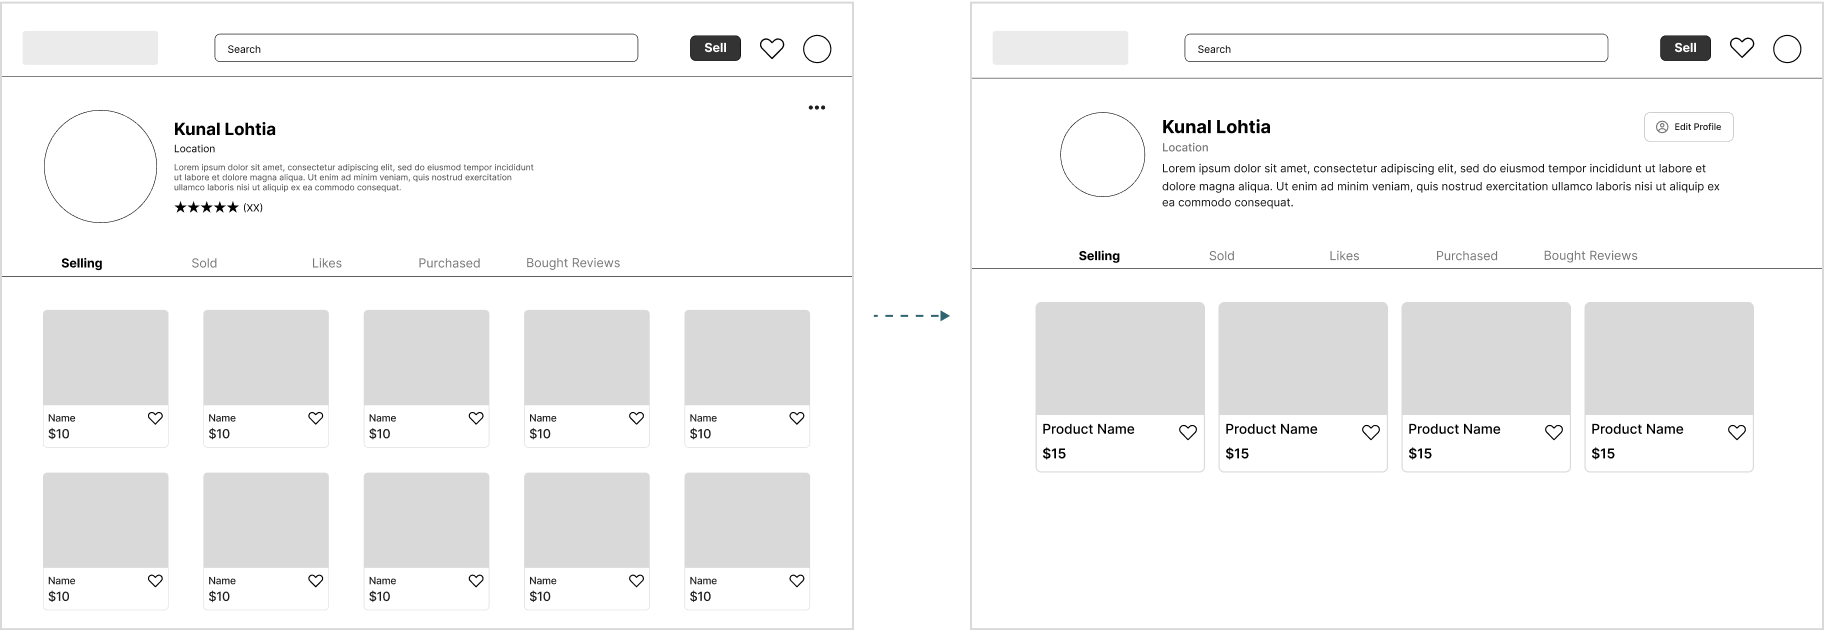 Search
Sell
Kunal Lohtia
Location
Lorem ipsum dolor sit amet, consectetur adipiscing elit, sed do eiusmod tempor incididunt
ut labore et dolore magna aliqua. Ut enim ad minim veniam, quis nostrud exercitation
ullamco laboris nisi ut aliquip ex ea commodo consequat.
★★★★★ (XX)
Selling Sold Likes Purchased Bought Reviews
Name Name Name Name Name
$10 $10 $10 $10 $10
Name Name Name Name Name
$10 $10 $10 $10 $10
Search
Sell
Kunal Lohtia
Edit Profile
Location
Lorem ipsum dolor sit amet, consectetur adipiscing elit, sed do eiusmod tempor incididunt ut labore et
dolore magna aliqua. Ut enim ad minim veniam, quis nostrud exercitation ullamco laboris nisi ut aliquip ex
ea commodo consequat.
Selling Sold Likes Purchased Bought Reviews
Product Name Product Name Product Name Product Name
$15 $15 $15 $15